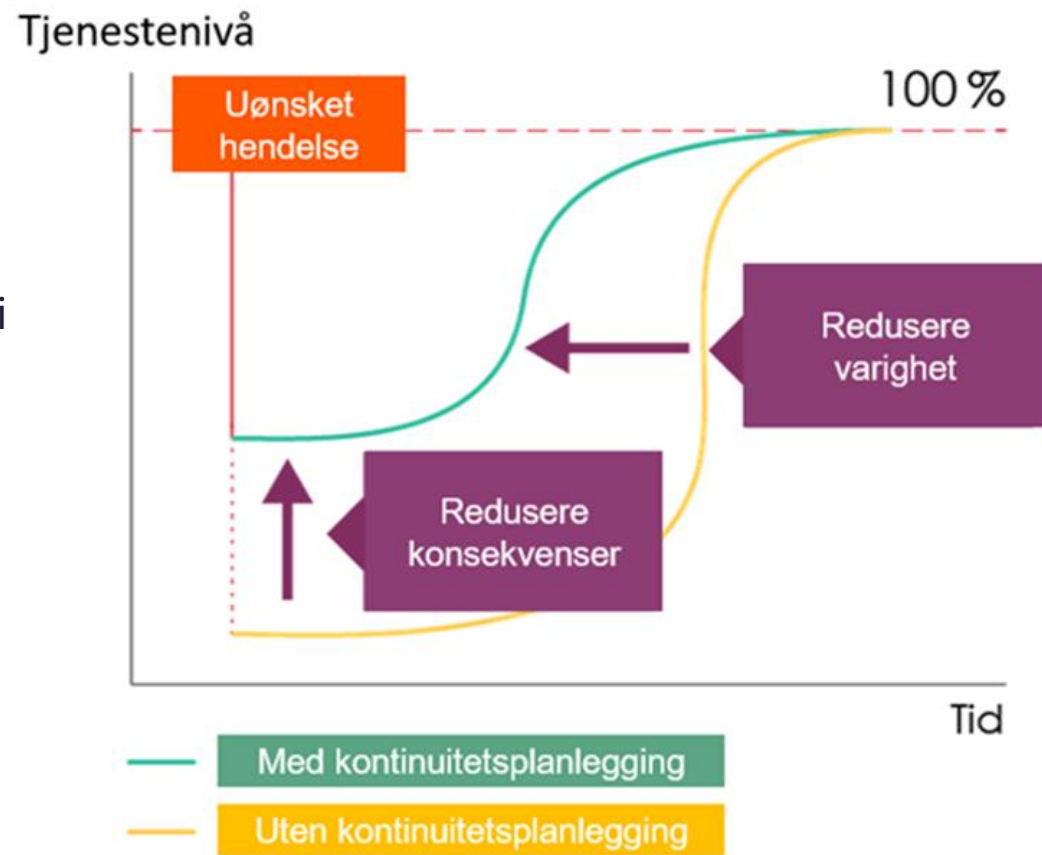 Tjenestenivå
100 %
Uønsket
hendelse
i
Redusere
varighet
Redusere
konsekvenser
Tid
Med kontinuitetsplanlegging
Uten kontinuitetsplanlegging